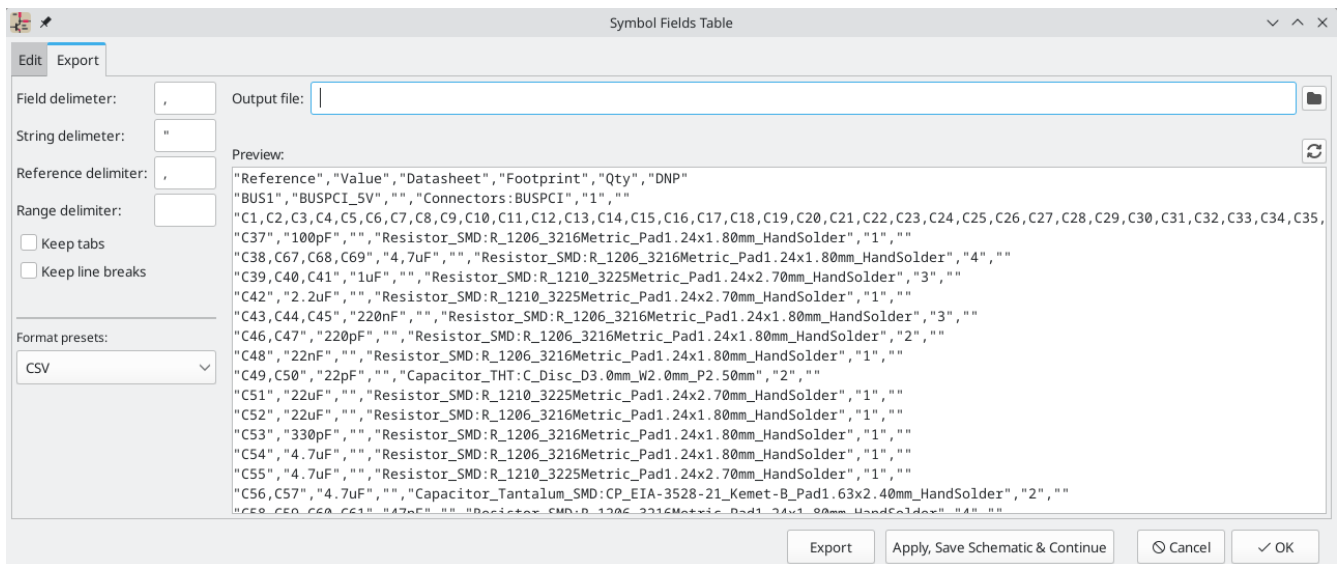 Symbol Fields Table
Edit Export
Field delimeter: ,
Output file:
String delimeter: "
Preview:
Reference delimiter: ,
Range delimiter:
Keep tabs
Keep line breaks
Format presets:
CSV
"Reference","Value","Datasheet","Footprint","Qty","DNP"
"BUS1","BUSPCI_5V","","Connectors:BUSPCI","1",""
"C1,C2,C3,C4,C5,C6,C7,C8,C9,C10,C11,C12,C13,C14,C15,C16,C17,C18,C19,C20,C21,C22,C23,C24,C25,C26,C27,C28,C29,C30,C31,C32,C33,C34,C35,
"C37","100pF","","Resistor_SMD:R_1206_3216Metric_Pad1.24x1.80mm_HandSolder","1",""
"C38,C67,C68,C69","4,7uF","","Resistor_SMD:R_1206_3216Metric_Pad1.24x1.80mm_HandSolder","4",""
"C39,C40,C41","1uF","","Resistor_SMD:R_1210_3225Metric_Pad1.24x2.70mm_HandSolder","3",""
"C42","2.2uF","","Resistor_SMD:R_1210_3225Metric_Pad1.24x2.70mm_HandSolder","1",""
"C43,C44,C45","220nF","","Resistor_SMD:R_1206_3216Metric_Pad1.24x1.80mm_HandSolder","3",""
"C46,C47","220pF","","Resistor_SMD:R_1206_3216Metric_Pad1.24x1.80mm_HandSolder","2",""
"C48","22nF","","Resistor_SMD:R_1206_3216Metric_Pad1.24x1.80mm_HandSolder","1",""
"C49,C50","22pF","","Capacitor_THT:C_Disc_D3.0mm_W2.0mm_P2.50mm","2",""
"C51","22uF","","Resistor_SMD:R_1210_3225Metric_Pad1.24x2.70mm_HandSolder","1",""
"C52","22uF","","Resistor_SMD:R_1206_3216Metric_Pad1.24x1.80mm_HandSolder","1",""
"C53","330pF","","Resistor_SMD:R_1206_3216Metric_Pad1.24x1.80mm_HandSolder","1",""
"C54","4.7uF","","Resistor_SMD:R_1206_3216Metric_Pad1.24x1.80mm_HandSolder","1",""
"C55","4.7uF","","Resistor_SMD:R_1210_3225Metric_Pad1.24x2.70mm_HandSolder","1",""
"C56,C57","4.7uF","","Capacitor_Tantalum_SMD:CP_EIA-3528-21_Kemet-B_Pad1.63x2.40mm_HandSolder","2",""
Export
Apply, Save Schematic & Continue
Cancel
OK